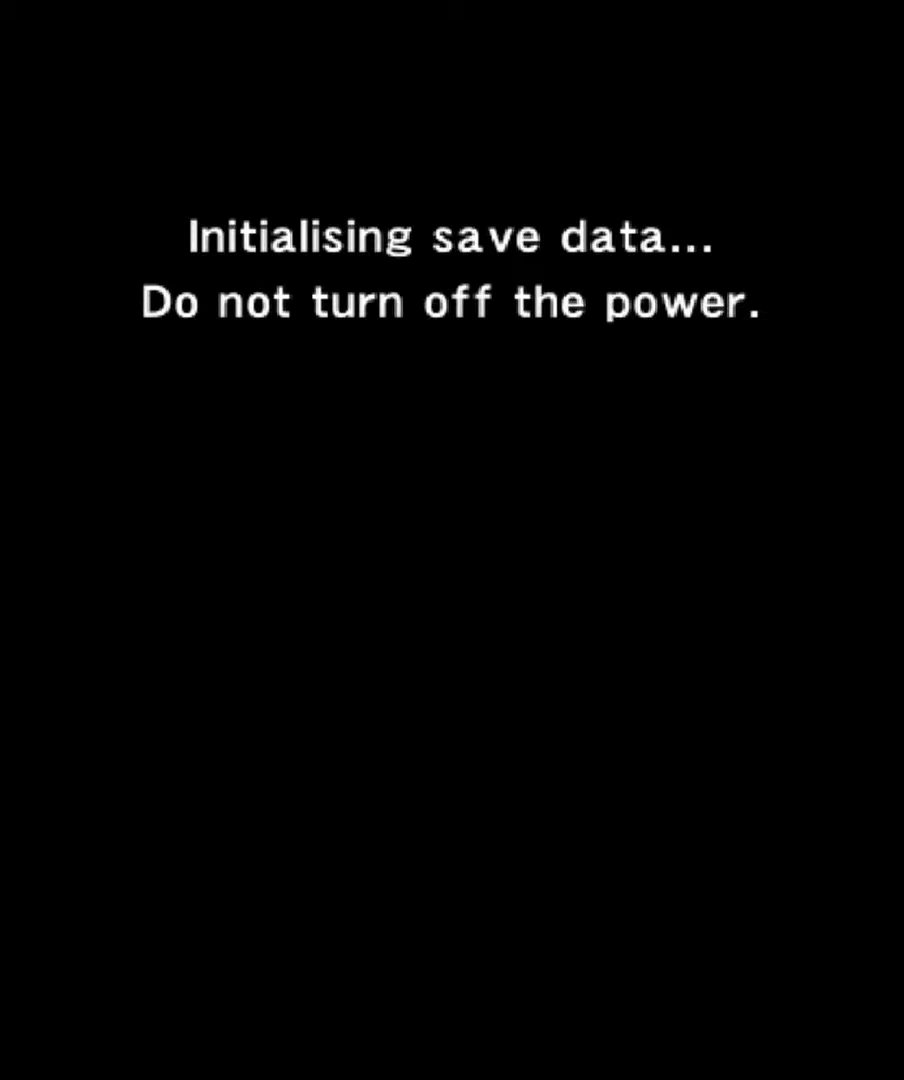 Initialising save data...
Do not turn off the power.